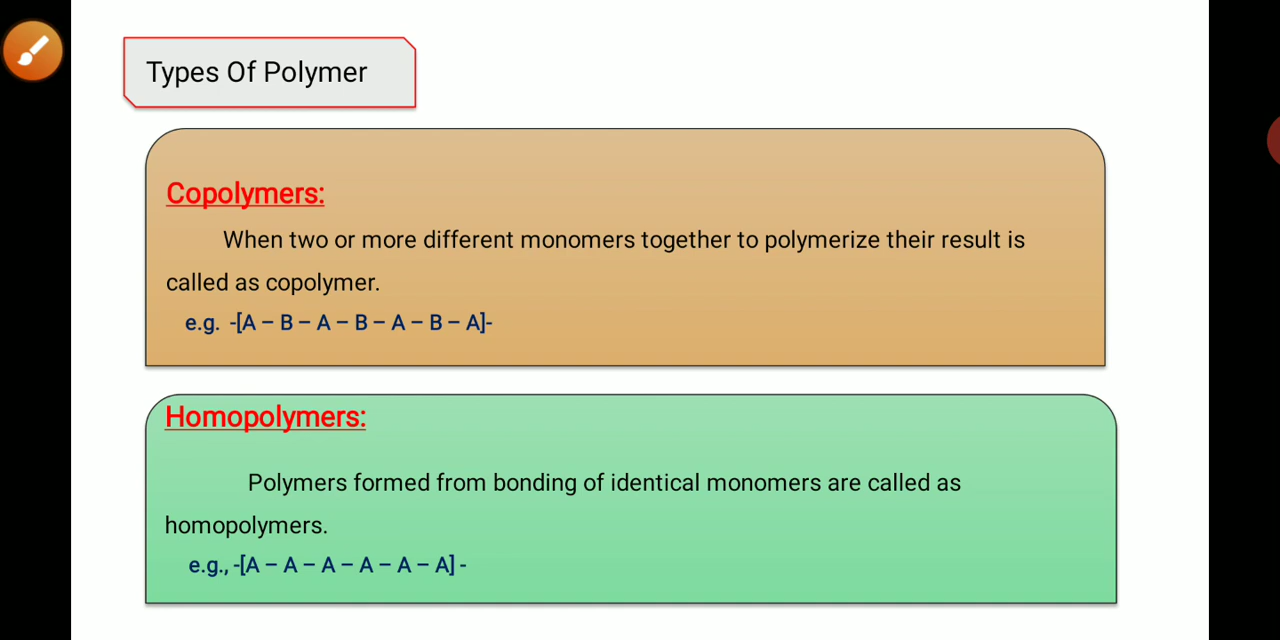 Types Of Polymer
Copolymers:
When two or more different monomers together to polymerize their result is
called as copolymer.
e.g. -[A – B – A – B – A – B – A]-
Homopolymers:
Polymers formed from bonding of identical monomers are called as
homopolymers.
e.g., -[A – A – A – A – A – A] -